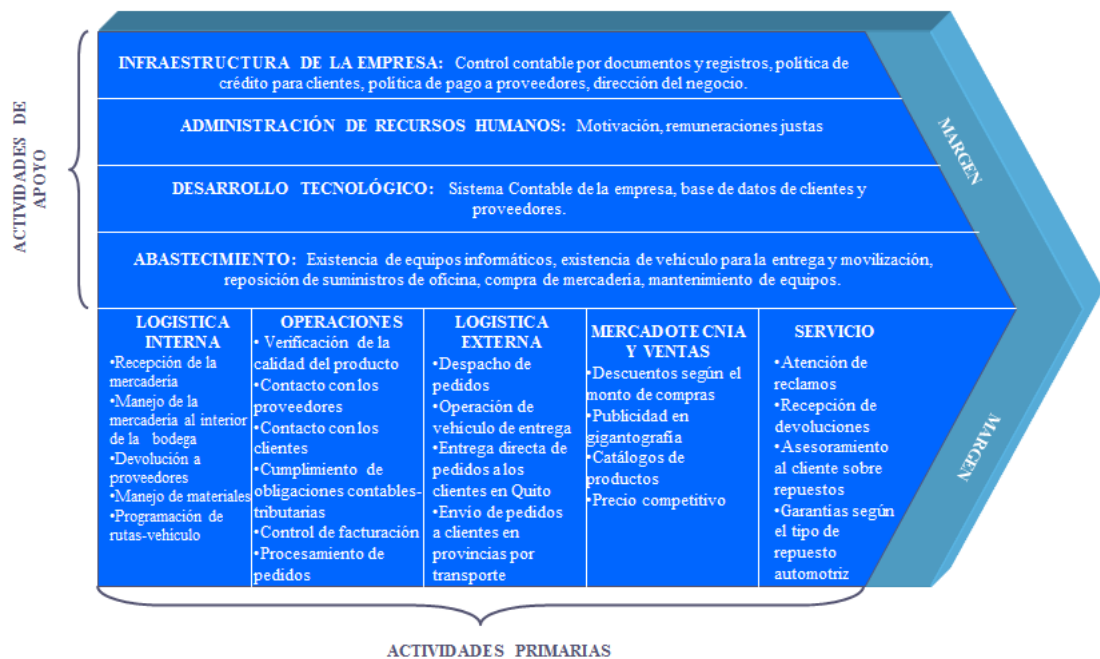 ACTIVIDADES DE
APOYO
INFRAESTRUCTURA DE LA EMPRESA: Control contable por documentos y registros, política de
crédito para clientes, política de pago a proveedores, dirección del negocio.
ADMINISTRACIÓN DE RECURSOS HUMANOS: Motivación, remuneraciones justas
DESARROLLO TECNOLÓGICO: Sistema Contable de la empresa, base de datos de clientes y
proveedores.
ABASTECIMIENTO: Existencia de equipos informáticos, existencia de vehículo para la entrega y movilización,
reposición de suministros de oficina, compra de mercadería, mantenimiento de equipos.
MARGEN
LOGISTICA
INTERNA
•Recepción de la
mercadería
•Manejo de la
mercadería al interior
de la bodega
•Devolución a
proveedores
•Manejo de materiales
•Programación de
rutas-vehículo
OPERACIONES
• Verificación de la
calidad del producto
•Contacto con los
proveedores
•Contacto con los
clientes
•Cumplimiento de
obligaciones contables-
tributarias
•Control de facturación
•Procesamiento de
pedidos
LOGISTICA
EXTERNA
•Despacho de
pedidos
•Operación de
vehículo de entrega
•Entrega directa de
pedidos a los
clientes en Quito
•Envío de pedidos
a clientes en
provincias por
transporte
MERCADOTECNIA
Y VENTAS
•Descuentos según el
monto de compras
•Publicidad en
gigantografía
•Catálogos de
productos
•Precio competitivo
SERVICIO
•Atención de
reclamos
•Recepción de
devoluciones
•Asesoramiento
al cliente sobre
repuestos
•Garantías según
el tipo de
repuesto
automotriz
MARGEN
ACTIVIDADES PRIMARIAS